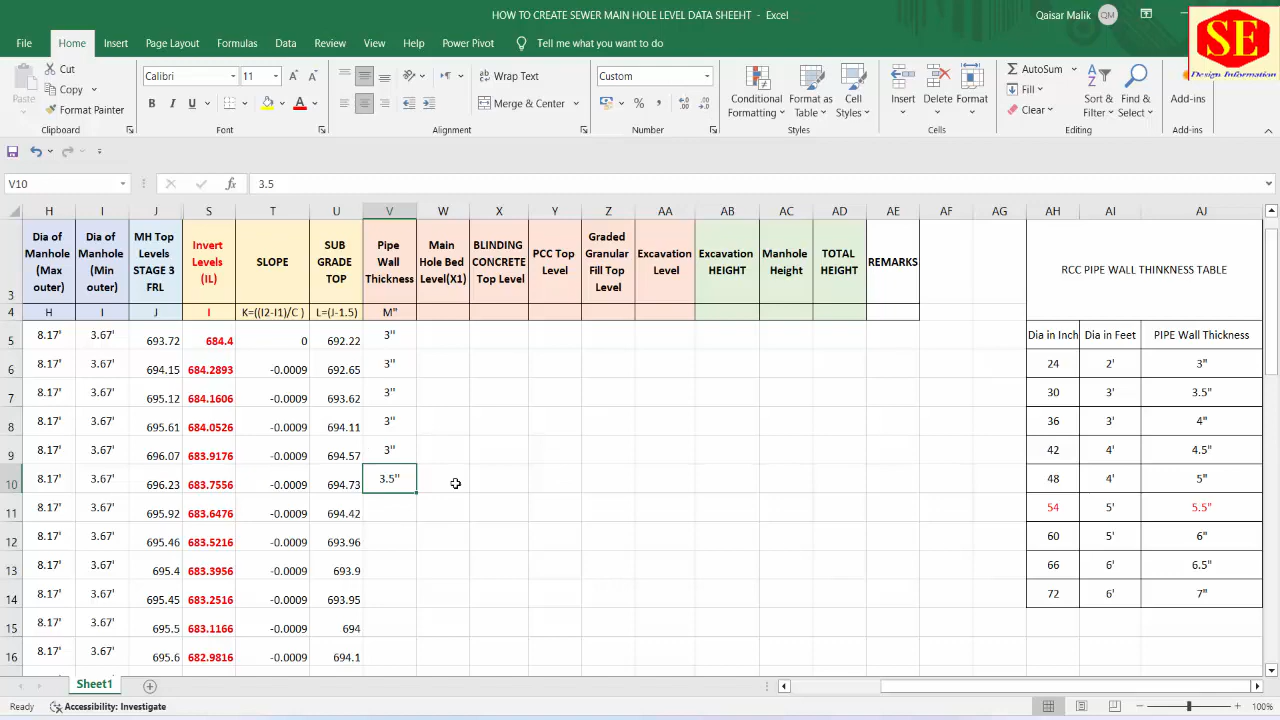 HOW TO CREATE SEWER MAIN HOLE LEVEL DATA SHEEHT - Excel
Qaisar Malik QM
SE
Design Information
File Home Insert Page Layout Formulas Data Review View Help Power Pivot Tell me what you want to do
Paste Cut Copy Format Painter
Calibri 11
B I U A
Wrap Text
Merge & Center
Custom
% ,
Conditional Formatting Format as Table Cell Styles
Insert Delete Format
AutoSum Fill Clear
Sort & Filter Find & Select
Add-ins
Clipboard Font Alignment Number Styles Cells Editing Add-ins
V10 fx 3.5
H I J S T U V W X Y Z AA AB AC AD AE AF AG AH AI AJ
3 Dia of Manhole (Max outer) Dia of Manhole (Min outer) MH Top Levels STAGE 3 FRL Invert Levels (IL) SLOPE SUB GRADE TOP Pipe Wall Thickness Main Hole Bed Level(X1) BLINDING CONCRETE Top Level PCC Top Level Graded Granular Fill Top Level Excavation Level Excavation HEIGHT Manhole Height TOTAL HEIGHT REMARKS RCC PIPE WALL THINKNESS TABLE
4 H I J I K=((I2-I1)/C ) L=(J-1.5) M"
5 8.17' 3.67' 693.72 684.4 0 692.22 3" Dia in Inch Dia in Feet PIPE Wall Thickness
6 8.17' 3.67' 694.15 684.2893 -0.0009 692.65 3" 24 2' 3"
7 8.17' 3.67' 695.12 684.1606 -0.0009 693.62 3" 30 3' 3.5"
8 8.17' 3.67' 695.61 684.0526 -0.0009 694.11 3" 36 3' 4"
9 8.17' 3.67' 696.07 683.9176 -0.0009 694.57 3" 42 4' 4.5"
10 8.17' 3.67' 696.23 683.7556 -0.0009 694.73 3.5" 48 4' 5"
11 8.17' 3.67' 695.92 683.6476 -0.0009 694.42 54 5' 5.5"
12 8.17' 3.67' 695.46 683.5216 -0.0009 693.96 60 5' 6"
13 8.17' 3.67' 695.4 683.3956 -0.0009 693.9 66 6' 6.5"
14 8.17' 3.67' 695.45 683.2516 -0.0009 693.95 72 6' 7"
15 8.17' 3.67' 695.5 683.1166 -0.0009 694
16 8.17' 3.67' 695.6 682.9816 -0.0009 694.1
Sheet1
Ready Accessibility: Investigate 100%